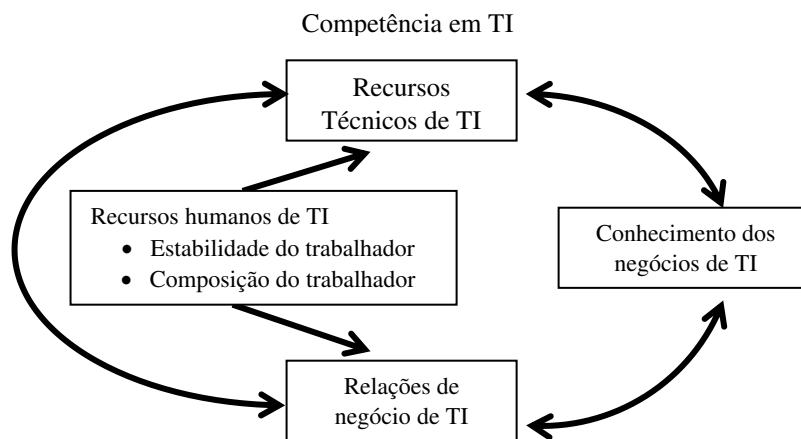 Competência em TI
Recursos
Técnicos de TI
Recursos humanos de TI
• Estabilidade do trabalhador
• Composição do trabalhador
Conhecimento dos
negócios de TI
Relações de
negócio de TI